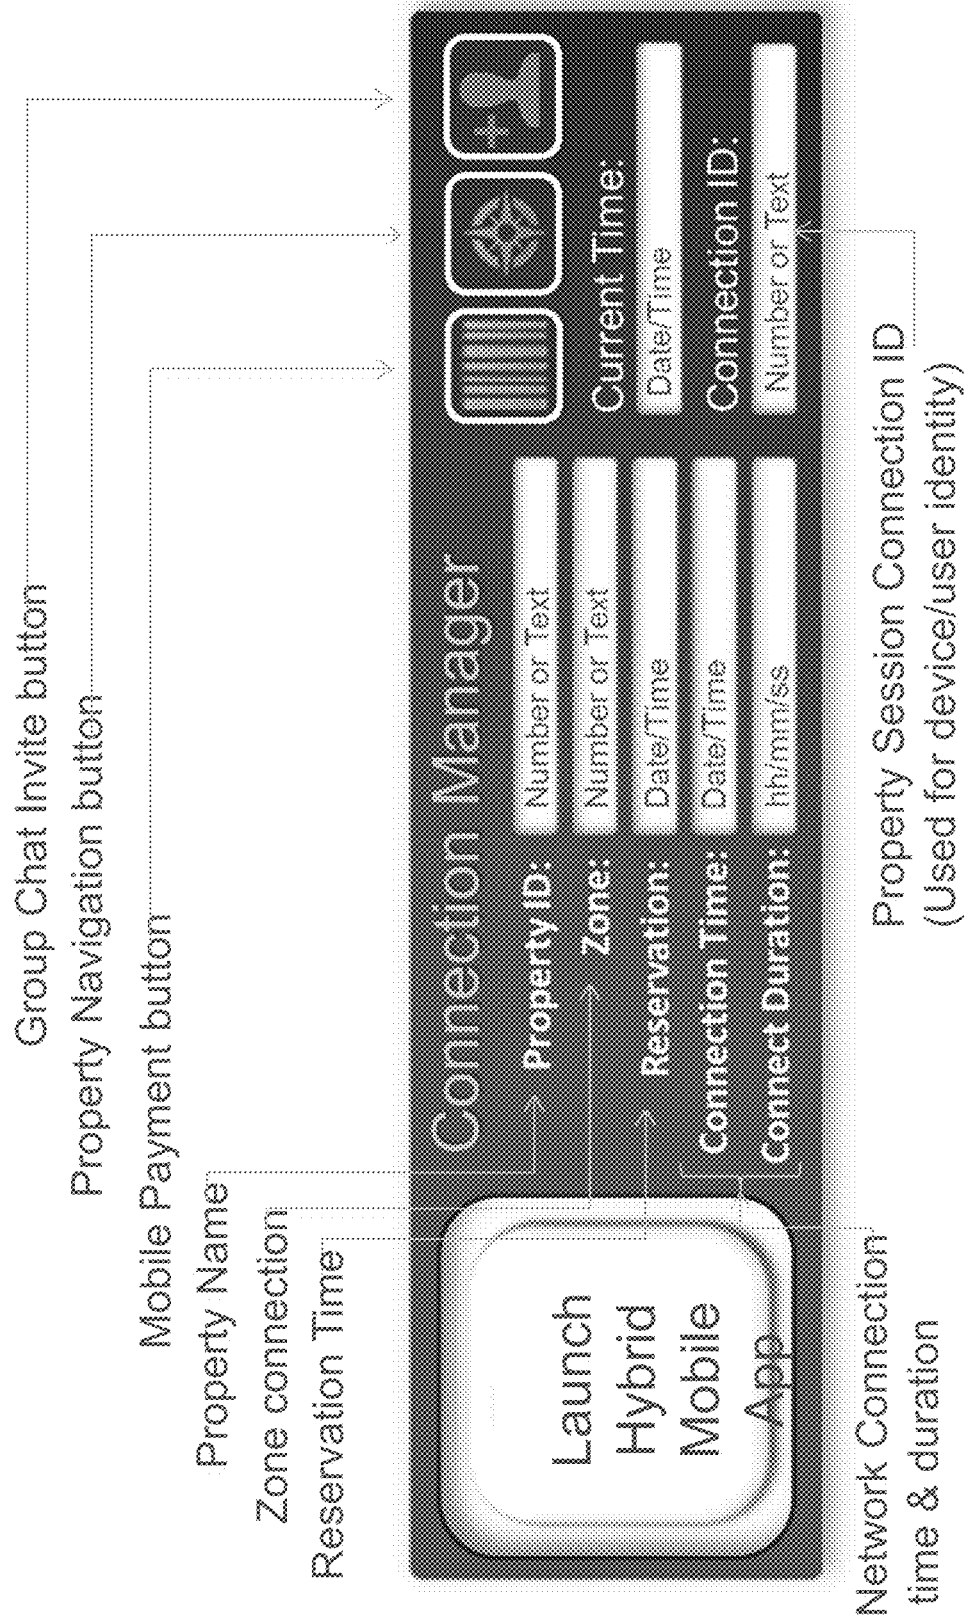 Group Chat Invite button
Property Navigation button
Mobile Payment button
Property Name
Zone connection
Reservation Time
Launch
Hybrid
Mobile
App
Connection Manager
Property ID:
Number or Text
Zone:
Number or Text
Reservation:
Date/Time
Connection Time:
Date/Time
Connect Duration:
hh/mm/ss
Current Time:
Date/Time
Connection ID:
Number or Text
Network Connection
time & duration
Property Session Connection ID
(Used for device/user identity)